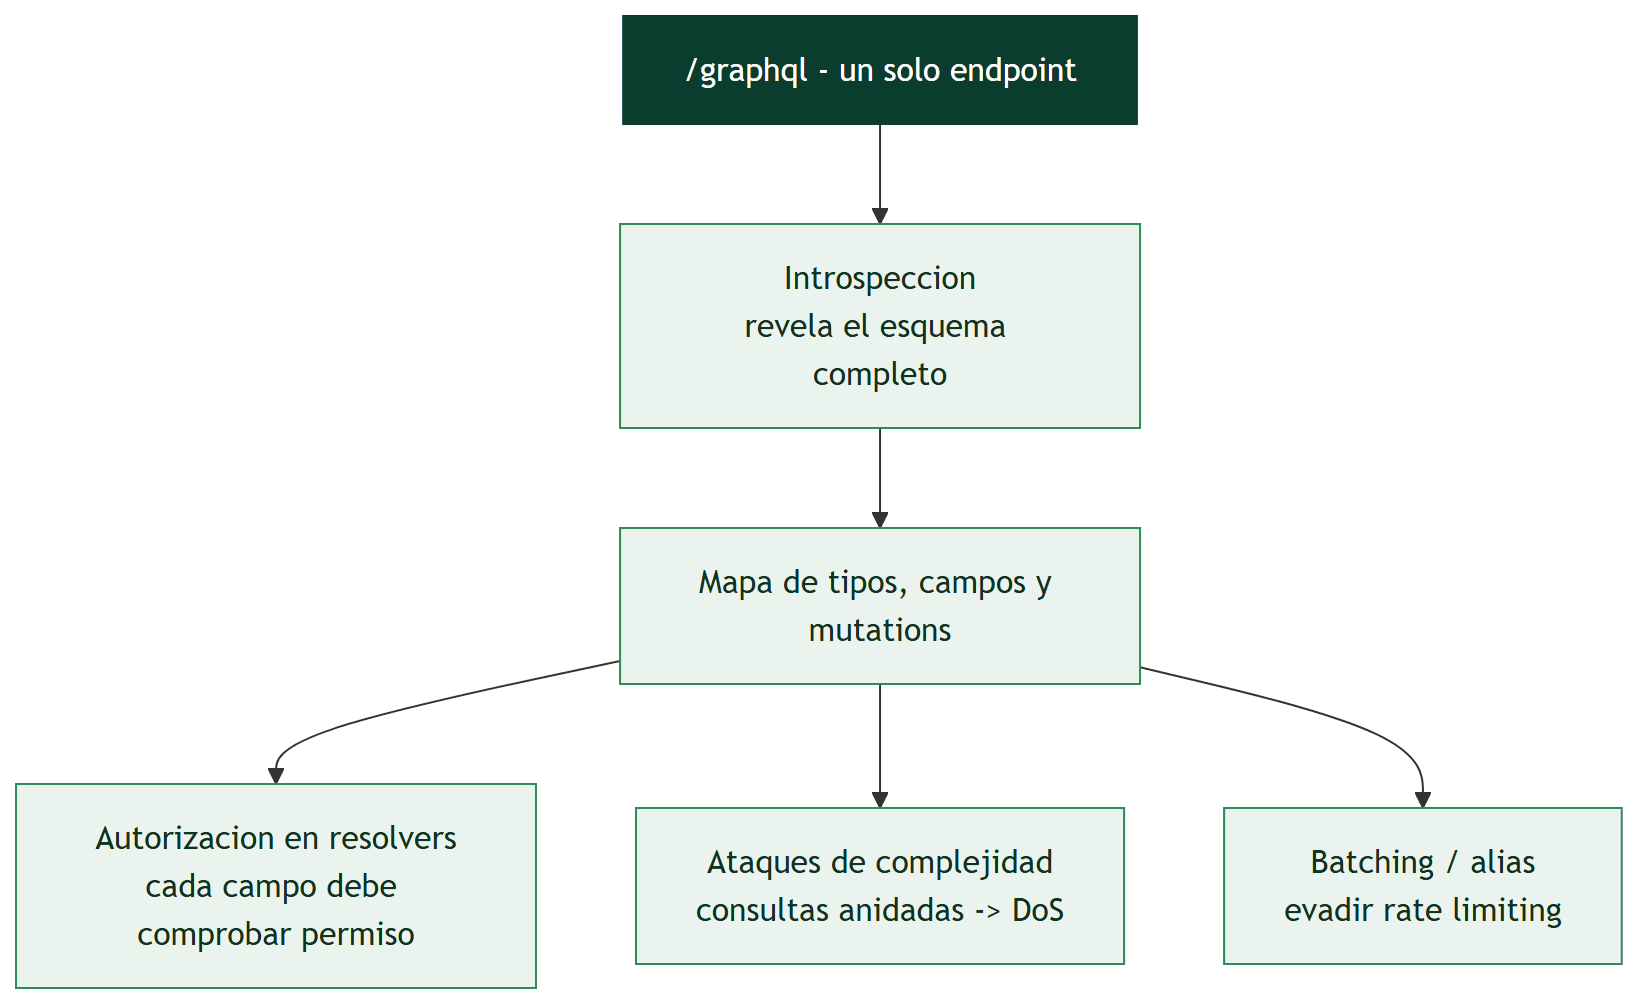 /graphql - un solo endpoint
Introspeccion
revela el esquema
completo
Mapa de tipos, campos y
mutations
Autorizacion en resolvers
cada campo debe
comprobar permiso
Ataques de complejidad
consultas anidadas -> DoS
Batching / alias
evadir rate limiting